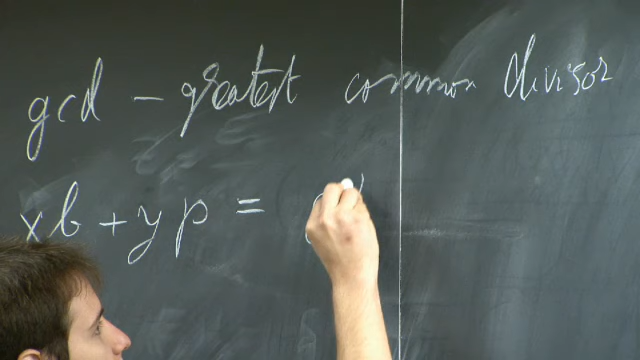 gcd - greatest common divisor
xb + yp =